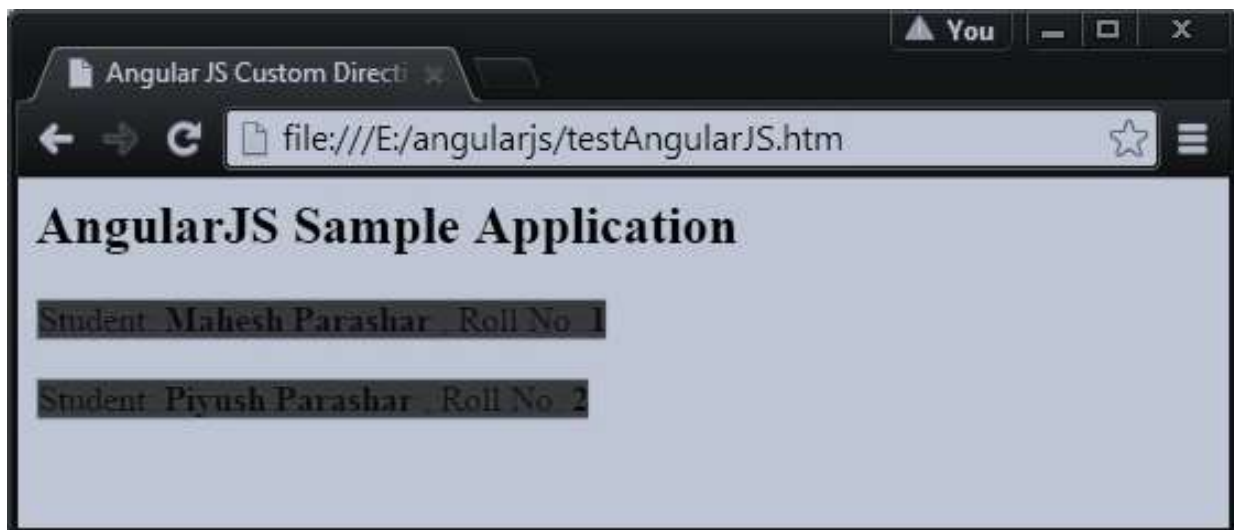 You
Angular JS Custom Directi
file:///E:/angularjs/testAngularJS.htm
AngularJS Sample Application
Student: Mahesh Parashar , Roll No: 1
Student: Piyush Parashar , Roll No: 2